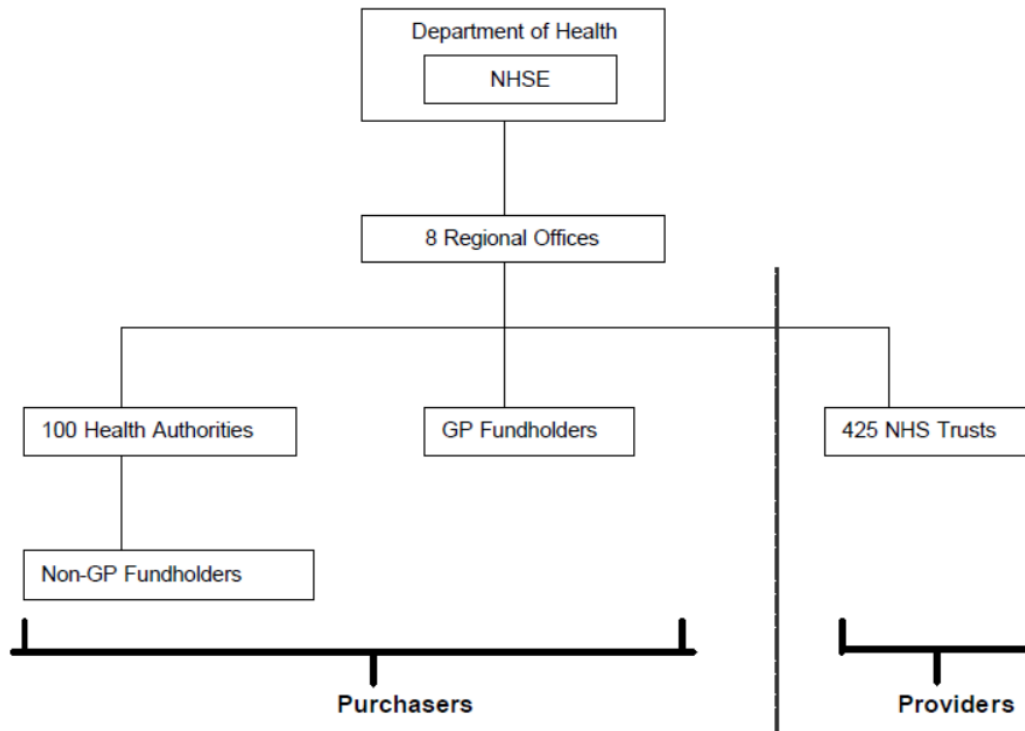 Department of Health
NHSE
8 Regional Offices
100 Health Authorities
GP Fundholders
425 NHS Trusts
Non-GP Fundholders
Purchasers
Providers